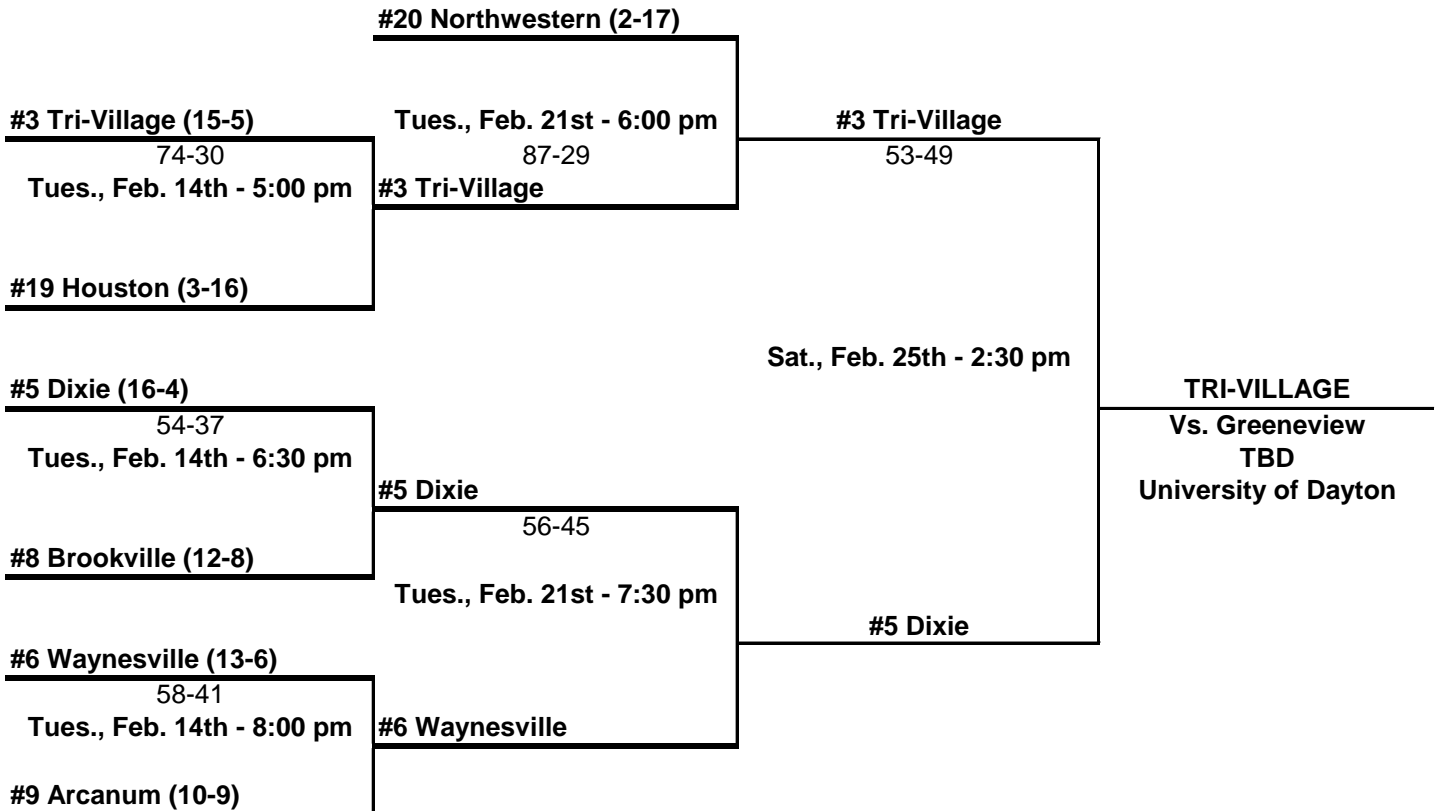 #20 Northwestern (2-17)
#3 Tri-Village (15-5)
Tues., Feb. 21st - 6:00 pm
#3 Tri-Village
74-30
87-29
53-49
Tues., Feb. 14th - 5:00 pm
#3 Tri-Village
#19 Houston (3-16)
Sat., Feb. 25th - 2:30 pm
#5 Dixie (16-4)
TRI-VILLAGE
54-37
Vs. Greeneview
Tues., Feb. 14th - 6:30 pm
TBD
#5 Dixie
University of Dayton
56-45
#8 Brookville (12-8)
Tues., Feb. 21st - 7:30 pm
#5 Dixie
#6 Waynesville (13-6)
58-41
Tues., Feb. 14th - 8:00 pm
#6 Waynesville
#9 Arcanum (10-9)